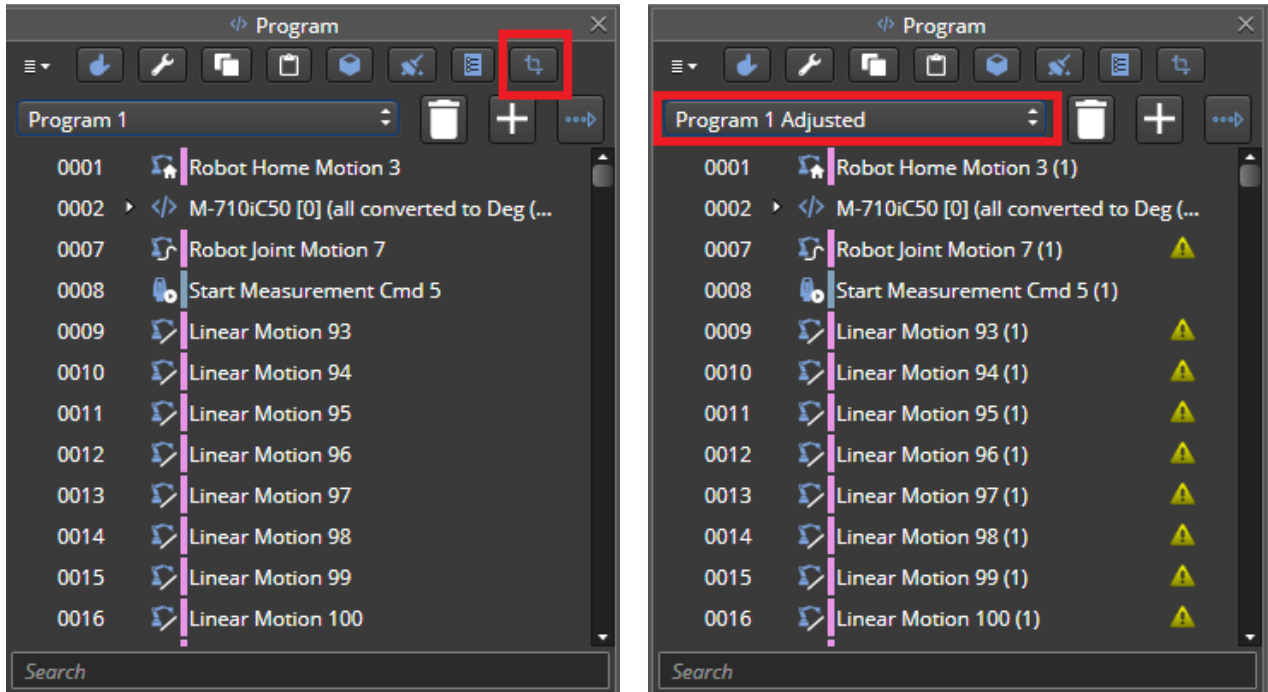 Program
Program 1
0001 Robot Home Motion 3
0002 M-710iC50 [0] (all converted to Deg (...
0007 Robot Joint Motion 7
0008 Start Measurement Cmd 5
0009 Linear Motion 93
0010 Linear Motion 94
0011 Linear Motion 95
0012 Linear Motion 96
0013 Linear Motion 97
0014 Linear Motion 98
0015 Linear Motion 99
0016 Linear Motion 100
Search
Program
Program 1 Adjusted
0001 Robot Home Motion 3 (1)
0002 M-710iC50 [0] (all converted to Deg (...
0007 Robot Joint Motion 7 (1)
0008 Start Measurement Cmd 5 (1)
0009 Linear Motion 93 (1)
0010 Linear Motion 94 (1)
0011 Linear Motion 95 (1)
0012 Linear Motion 96 (1)
0013 Linear Motion 97 (1)
0014 Linear Motion 98 (1)
0015 Linear Motion 99 (1)
0016 Linear Motion 100 (1)
Search